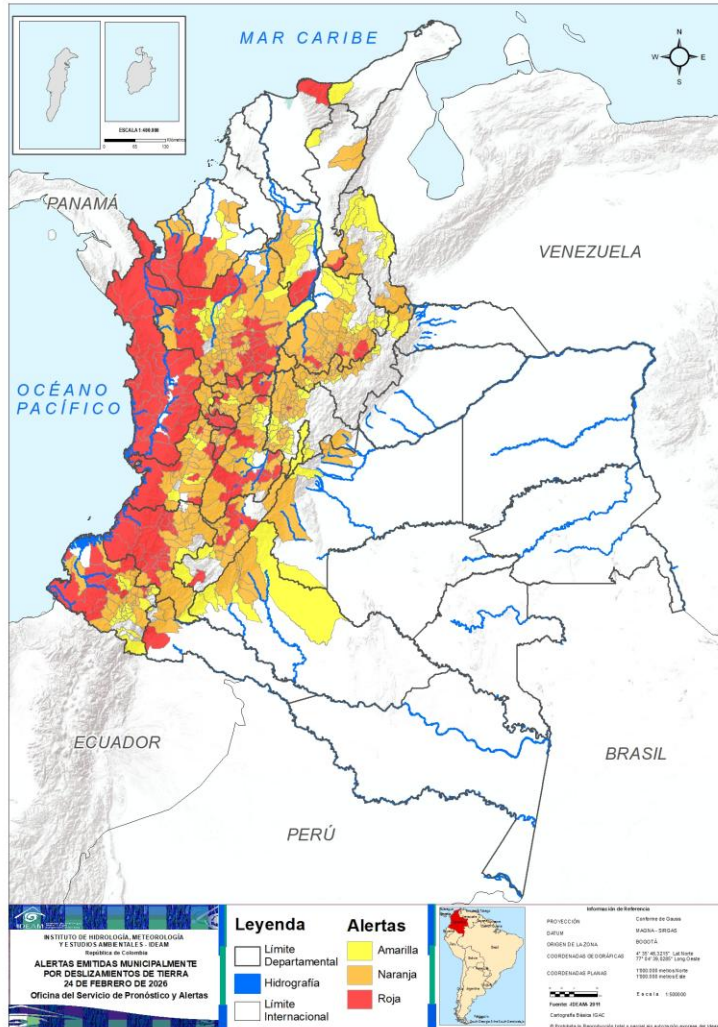 MAR CARIBE
N
W
E
S
ESCALA 1:400.000
Kilómetros
PANAMÁ
VENEZUELA
OCÉANO
PACÍFICO
ECUADOR
BRASIL
PERÚ
IDEAM
INSTITUTO DE HIDROLOGÍA, METEOROLOGÍA
Y ESTUDIOS AMBIENTALES - IDEAM
República de Colombia
ALERTAS EMITIDAS MUNICIPALMENTE
POR DESLIZAMIENTOS DE TIERRA
24 DE FEBRERO DE 2026
Oficina del Servicio de Pronóstico y Alertas
Leyenda
Límite
Departamental
Hidrografía
Límite
Internacional
Alertas
Amarilla
Naranja
Roja
Brazil
Información de Referencia
PROYECCIÓN Conforme de Gauss
DATUM MAGNA - SIRGAS
ORIGEN DE LA ZONA BOGOTÁ
COORDENADAS GEOGRÁFICAS
COORDENADAS PLANAS
Escala
Cartografía Básica IGAC